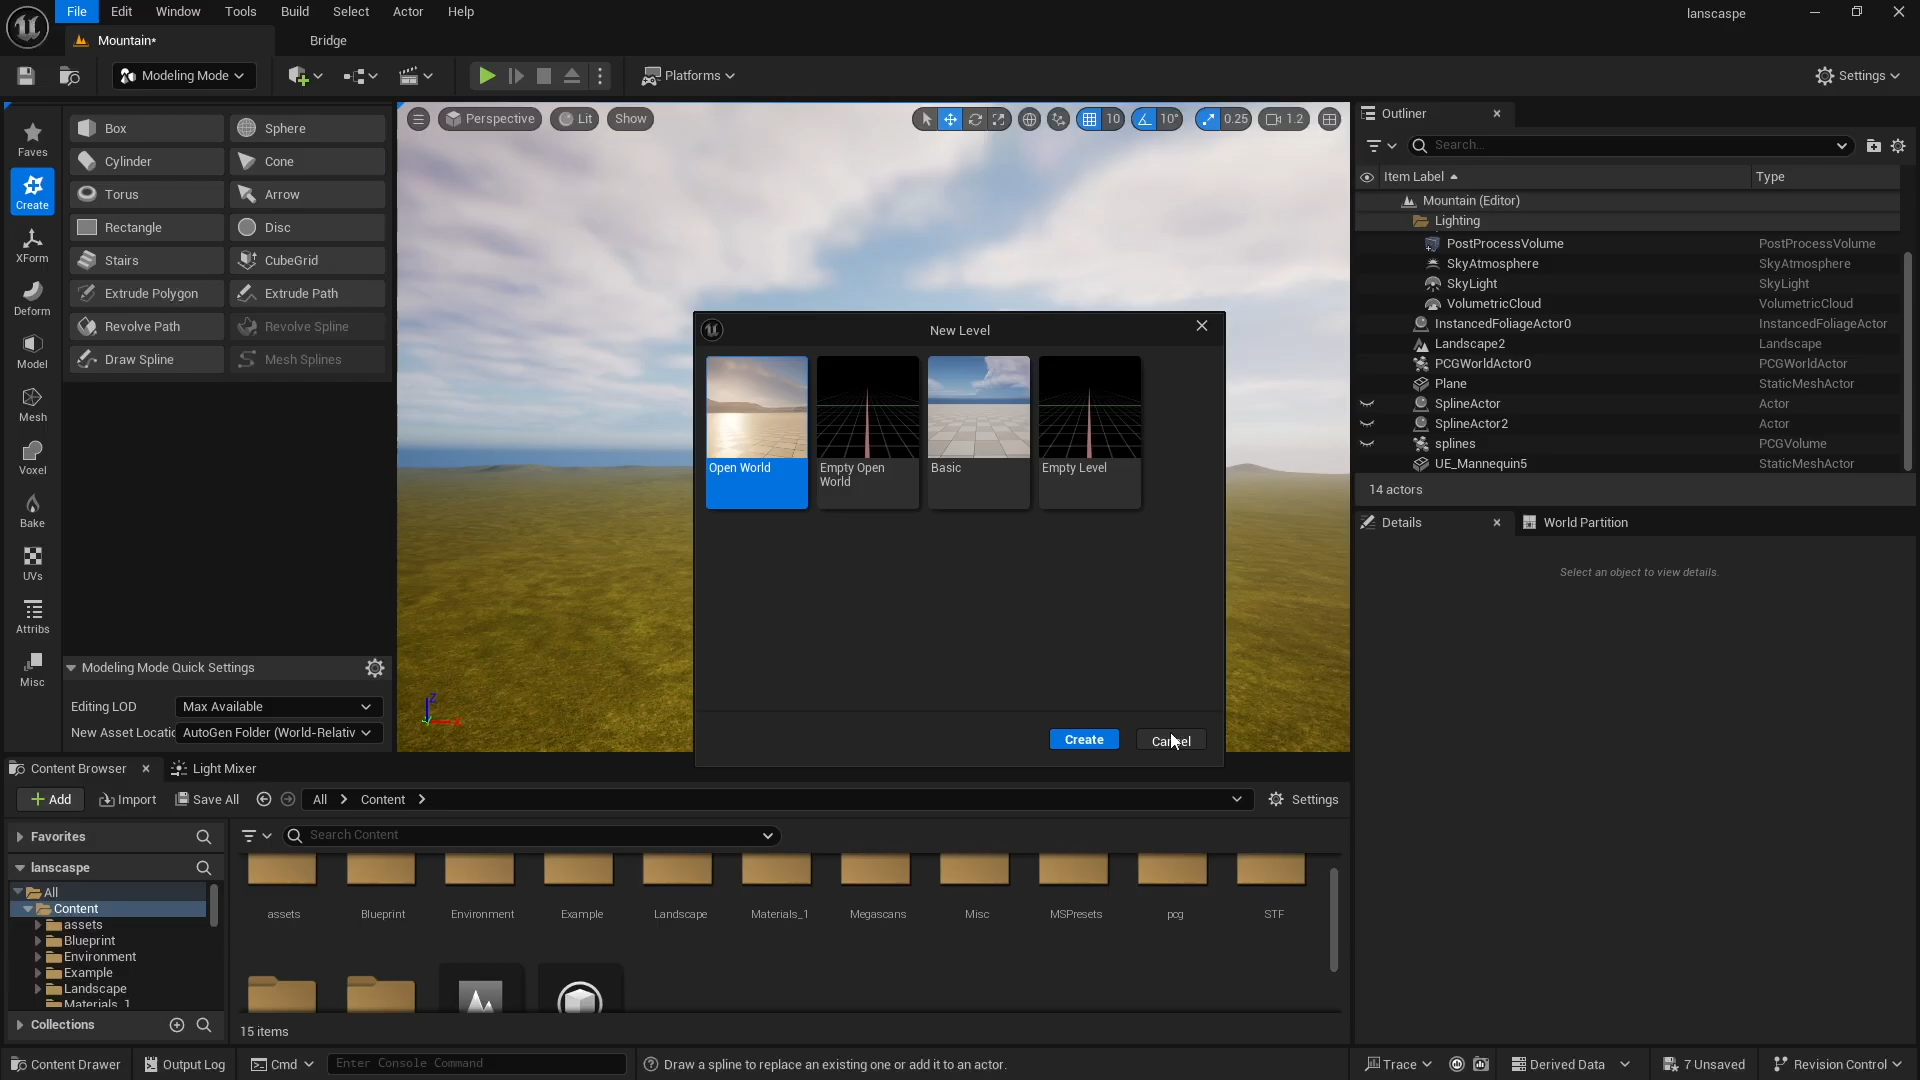 File Edit Window Tools Build Select Actor Help
lanscaspe
Mountain*
Bridge
Modeling Mode
Platforms
Settings
Faves
Create
XForm
Deform
Model
Mesh
Voxel
Bake
UVs
Attribs
Misc
Box Sphere
Cylinder Cone
Torus Arrow
Rectangle Disc
Stairs CubeGrid
Extrude Polygon Extrude Path
Revolve Path Revolve Spline
Draw Spline Mesh Splines
Modeling Mode Quick Settings
Editing LOD Max Available
New Asset Locatic AutoGen Folder (World-Relativ
Perspective Lit Show
10 10° 0.25 1.2
New Level
Open World
Empty Open
World
Basic
Empty Level
Create Cancel
Outliner
Search...
Item Label Type
Mountain (Editor)
Lighting
PostProcessVolume PostProcessVolume
SkyAtmosphere SkyAtmosphere
SkyLight SkyLight
VolumetricCloud VolumetricCloud
InstancedFoliageActor0 InstancedFoliageActor
Landscape2 Landscape
PCGWorldActor0 PCGWorldActor
Plane StaticMeshActor
SplineActor Actor
SplineActor2 Actor
splines PCGVolume
UE_Mannequin5 StaticMeshActor
14 actors
Details World Partition
Select an object to view details.
Content Browser Light Mixer
Add Import Save All All Content Settings
Favorites
Search Content
lanscaspe
All
Content
assets
Blueprint
Environment
Example
Landscape
Materials_1
Collections
assets Blueprint Environment Example Landscape Materials_1 Megascans Misc MSPresets pcg STF
15 items
Content Drawer Output Log Cmd Enter Console Command Draw a spline to replace an existing one or add it to an actor. Trace Derived Data 7 Unsaved Revision Control